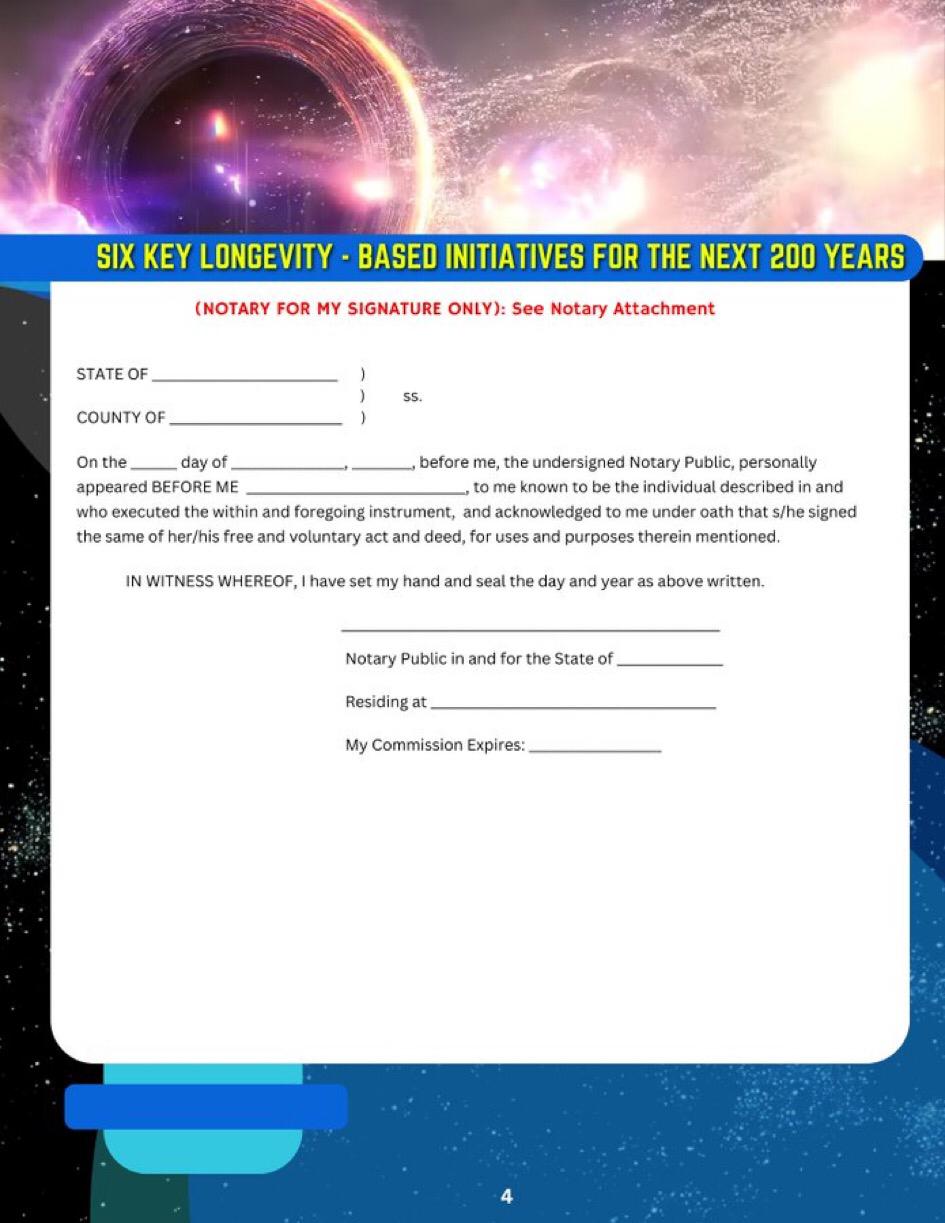 SIX KEY LONGEVITY - BASED INITIATIVES FOR THE NEXT 200 YEARS
(NOTARY FOR MY SIGNATURE ONLY): See Notary Attachment
STATE OF ______________________ )
) ss.
COUNTY OF ____________________ )
On the _____ day of _____________, _______, before me, the undersigned Notary Public, personally
appeared BEFORE ME _________________________, to me known to be the individual described in and
who executed the within and foregoing instrument, and acknowledged to me under oath that s/he signed
the same of her/his free and voluntary act and deed, for uses and purposes therein mentioned.
IN WITNESS WHEREOF, I have set my hand and seal the day and year as above written.
____________________________________________
Notary Public in and for the State of ____________
Residing at _________________________________
My Commission Expires: _______________
4